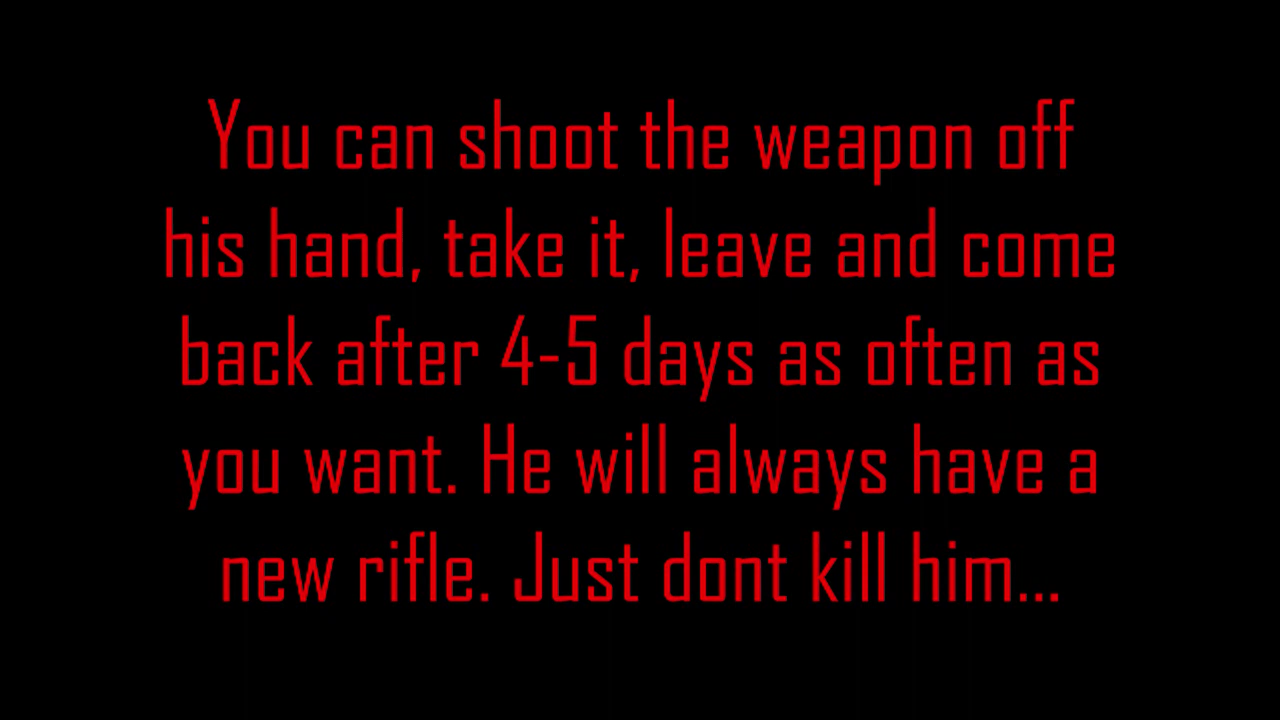 You can shoot the weapon off
his hand, take it, leave and come
back after 4-5 days as often as
you want. He will always have a
new rifle. Just dont kill him...